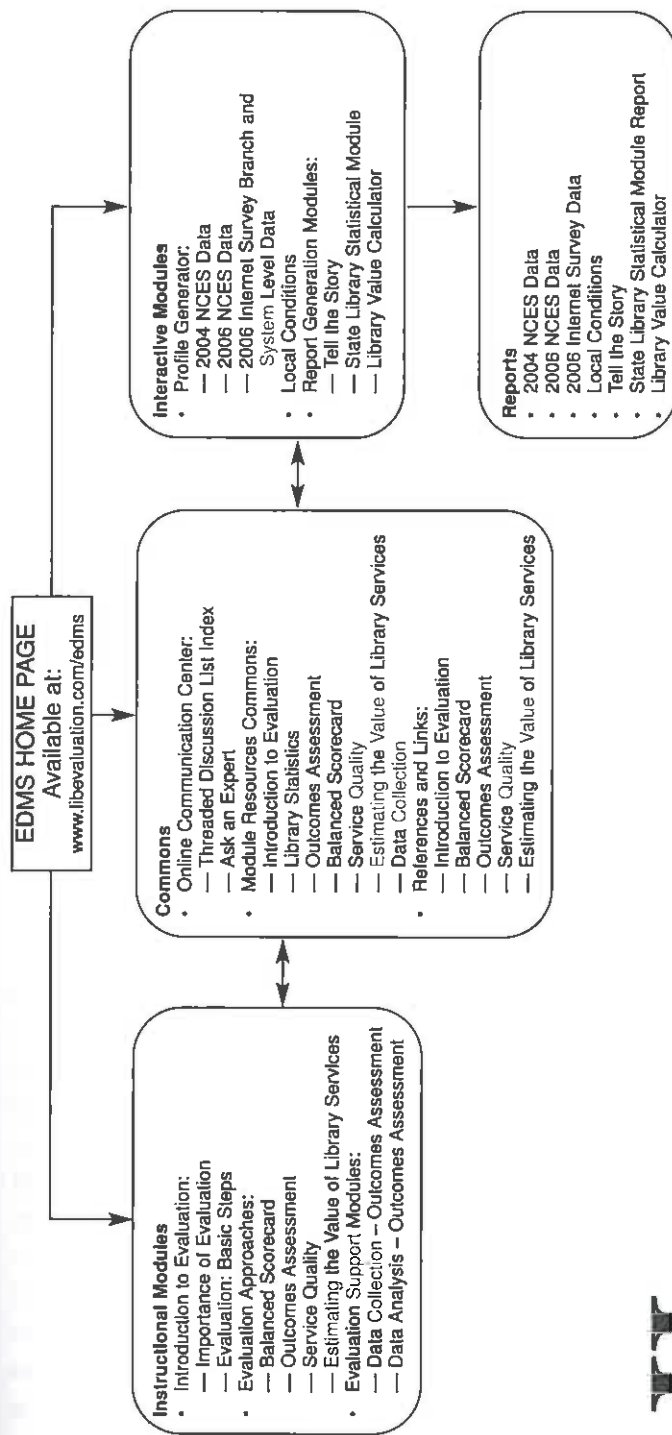 EDMS HOME PAGE
Available at:
www.libevaluation.com/edms
Instructional Modules
• Introduction to Evaluation:
— Importance of Evaluation
— Evaluation: Basic Steps
• Evaluation Approaches:
— Balanced Scorecard
— Outcomes Assessment
— Service Quality
— Estimating the Value of Library Services
• Evaluation Support Modules:
— Data Collection – Outcomes Assessment
— Data Analysis – Outcomes Assessment
Commons
• Online Communication Center:
— Threaded Discussion List Index
— Ask an Expert
• Module Resources Commons:
— Introduction to Evaluation
— Library Statistics
— Outcomes Assessment
— Balanced Scorecard
— Service Quality
— Estimating the Value of Library Services
— Data Collection
• References and Links:
— Introduction to Evaluation
— Balanced Scorecard
— Outcomes Assessment
— Service Quality
— Estimating the Value of Library Services
Interactive Modules
• Profile Generator:
— 2004 NCES Data
— 2006 NCES Data
— 2006 Internet Survey Branch and
System Level Data
• Local Conditions
• Report Generation Modules:
— Tell the Story
— State Library Statistical Module
— Library Value Calculator
Reports
• 2004 NCES Data
• 2006 NCES Data
• 2006 Internet Survey Data
• Local Conditions
• Tell the Story
• State Library Statistical Module Report
• Library Value Calculator